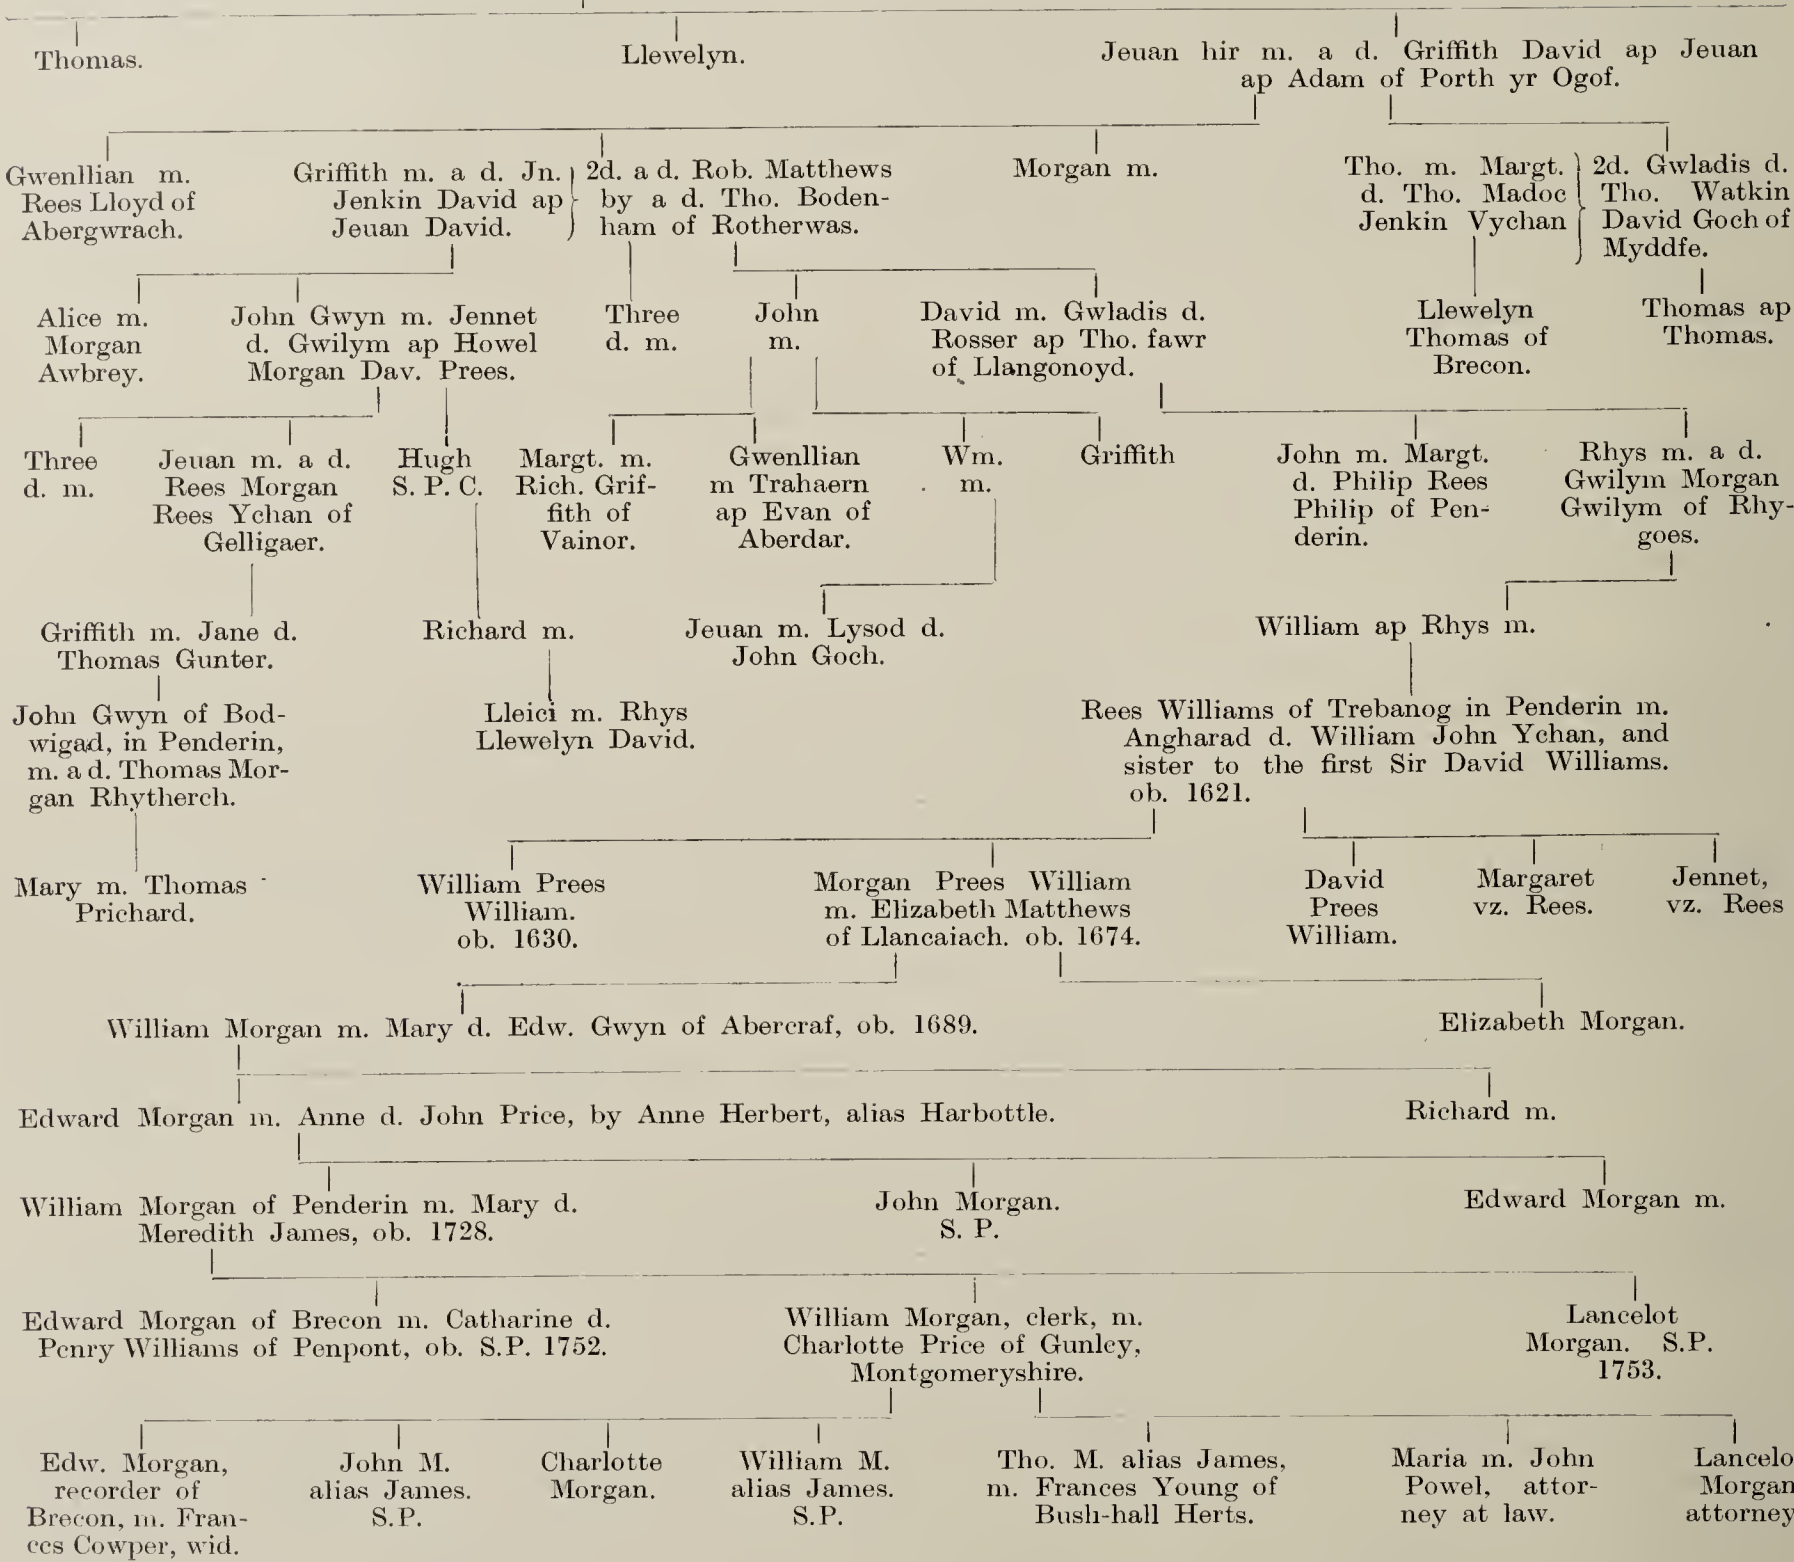 Thomas.
Llewelyn.
Jeuan hir m. a d. Griffith David ap Jeuan
ap Adam of Porth yr Ogof.
Gwenllian m.
Rees Lloyd of
Abergwrach.
Griffith m. a d. Jn.
Jenkin David ap
Jeuan David.
2d. a d. Rob. Matthews
by a d. Tho. Boden-
ham of Rotherwas.
Morgan m.
Tho. m. Margt.
d. Tho. Madoc
Jenkin Vychan
2d. Gwladis d.
Tho. Watkin
David Goch of
Myddfe.
Alice m.
Morgan
Awbrey.
John Gwyn m. Jennet
d. Gwilym ap Howel
Morgan Dav. Prees.
Three
d. m.
John
m.
David m. Gwladis d.
Rosser ap Tho. fawr
of Llangonoyd.
Llewelyn
Thomas of
Brecon.
Thomas ap
Thomas.
Three
d. m.
Jeuan m. a d.
Rees Morgan
Rees Ychan of
Gelligaer.
Hugh
S. P. C.
Margt. m.
Rich. Grif-
fith of
Vainor.
Gwenllian
m Trahaern
ap Evan of
Aberdar.
Wm.
m.
Griffith
John m. Margt.
d. Philip Rees
Philip of Pen-
derin.
Rhys m. a d.
Gwilym Morgan
Gwilym of Rhy-
goes.
Griffith m. Jane d.
Thomas Gunter.
Richard m.
Jeuan m. Lysod d.
John Goch.
William ap Rhys m.
John Gwyn of Bod-
wigad, in Penderin,
m. a d. Thomas Mor-
gan Rhytherch.
Lleici m. Rhys
Llewelyn David.
Rees Williams of Trebanog in Penderin m.
Angharad d. William John Ychan, and
sister to the first Sir David Williams.
ob. 1621.
Mary m. Thomas
Prichard.
William Prees
William.
ob. 1630.
Morgan Prees William
m. Elizabeth Matthews
of Llancaiach. ob. 1674.
David
Prees
William.
Margaret
vz. Rees.
Jennet,
vz. Rees
William Morgan m. Mary d. Edw. Gwyn of Abercraf, ob. 1689.
Elizabeth Morgan.
Edward Morgan m. Anne d. John Price, by Anne Herbert, alias Harbottle.
Richard m.
William Morgan of Penderin m. Mary d.
Meredith James, ob. 1728.
John Morgan.
S. P.
Edward Morgan m.
Edward Morgan of Brecon m. Catharine d.
Penry Williams of Penpont, ob. S.P. 1752.
William Morgan, clerk, m.
Charlotte Price of Gunley,
Montgomeryshire.
Lancelot
Morgan. S.P.
1753.
Edw. Morgan,
recorder of
Brecon, m. Fran-
ces Cowper, wid.
John M.
alias James.
S.P.
Charlotte
Morgan.
William M.
alias James.
S.P.
Tho. M. alias James,
m. Frances Young of
Bush-hall Herts.
Maria m. John
Powel, attor-
ney at law.
Lancelo
Morgan
attorney